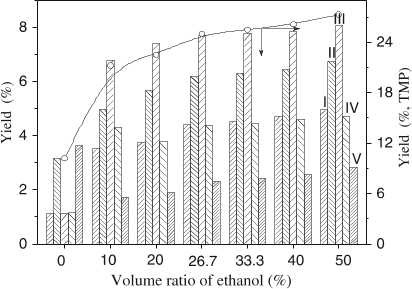 8
6
4
2
0
Yield (%)
24
18
12
6
0
Yield (%, TMP)
III
II
I
IV
V
0 10 20 26.7 33.3 40 50
Volume ratio of ethanol (%)